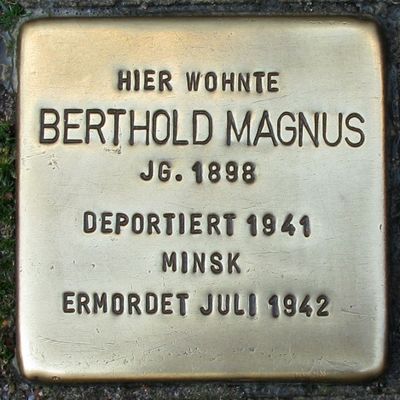 HIER WOHNTE
BERTHOLD MAGNUS
JG. 1898
DEPORTIERT 1941
MINSK
ERMORDET JULI 1942